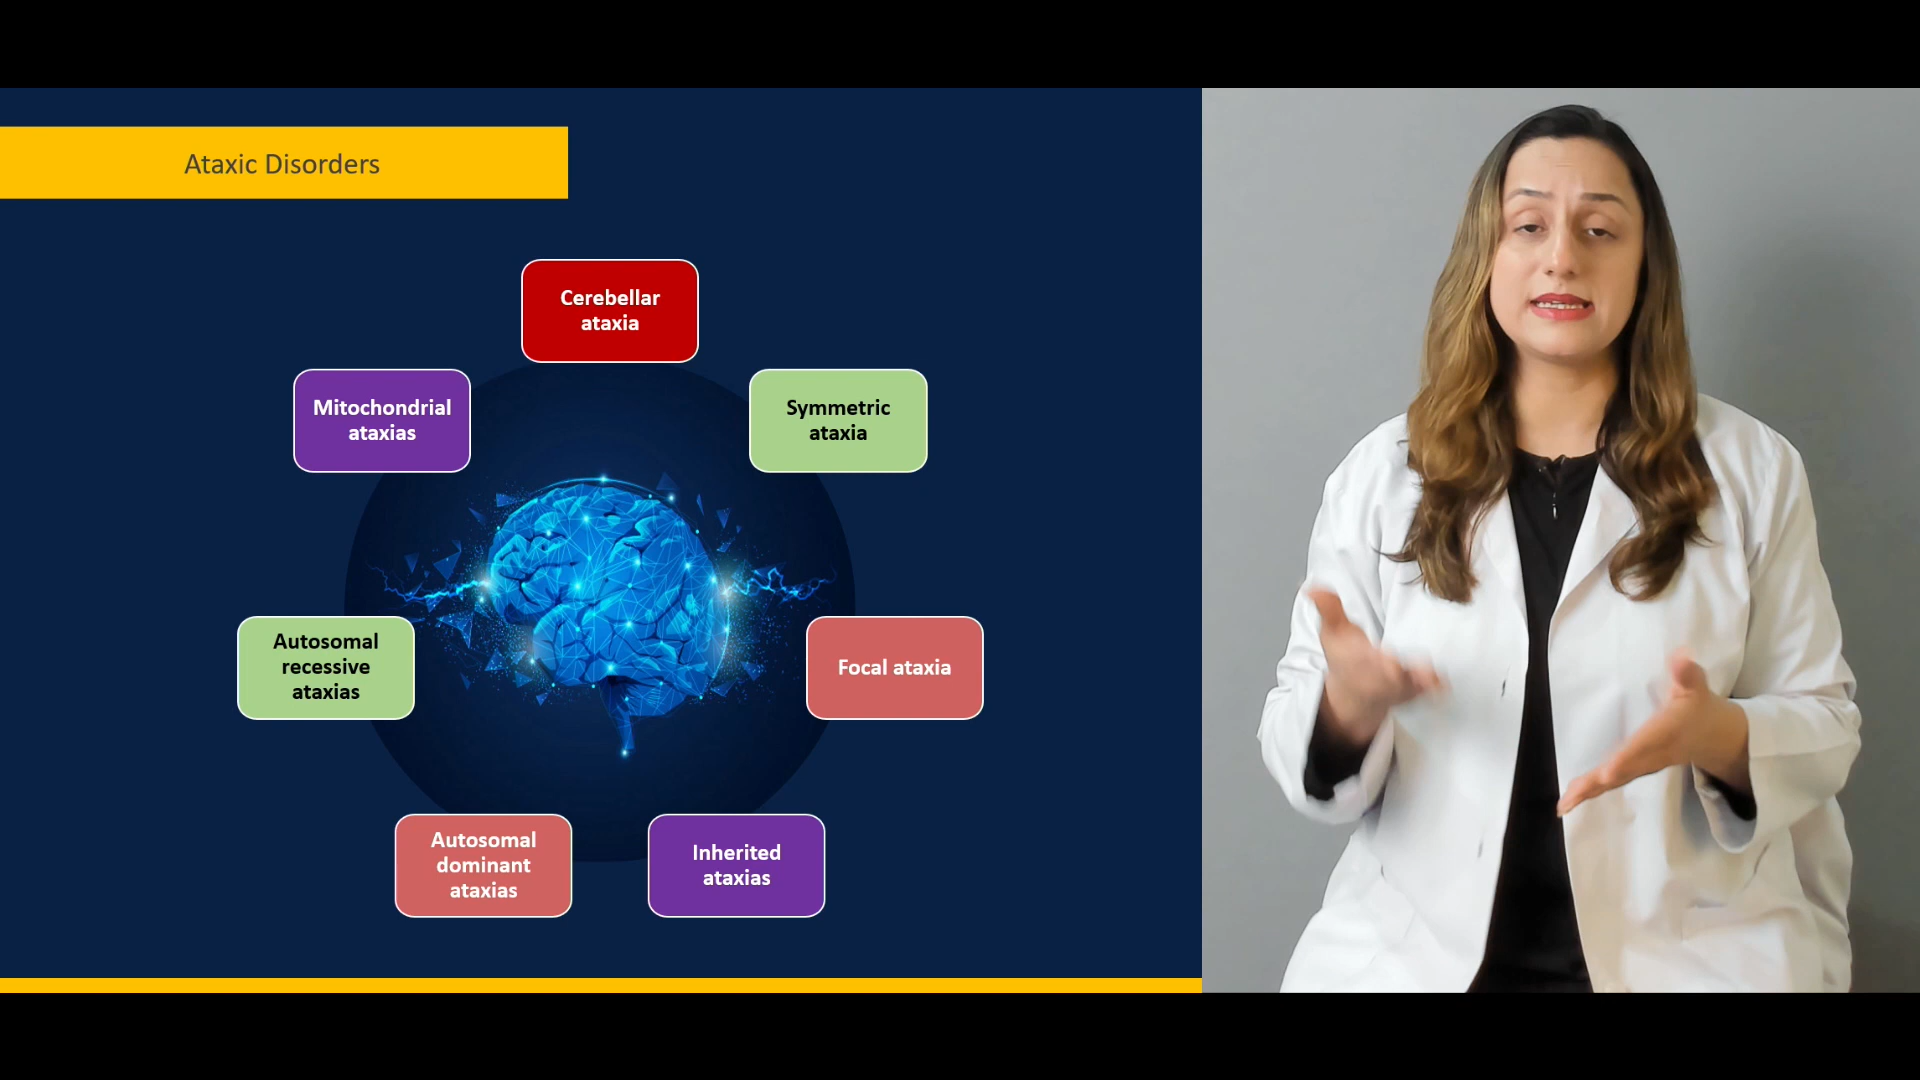 Ataxic Disorders
Cerebellar
ataxia
Mitochondrial
ataxias
Symmetric
ataxia
Autosomal
recessive
ataxias
Focal ataxia
Autosomal
dominant
ataxias
Inherited
ataxias